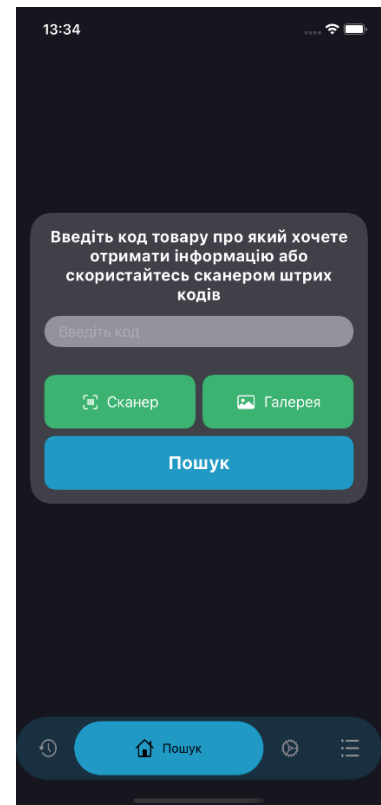 13:34
Введіть код товару про який хочете
отримати інформацію або
скористайтесь сканером штрих
кодів
Введіть код
Сканер
Галерея
Пошук
Пошук